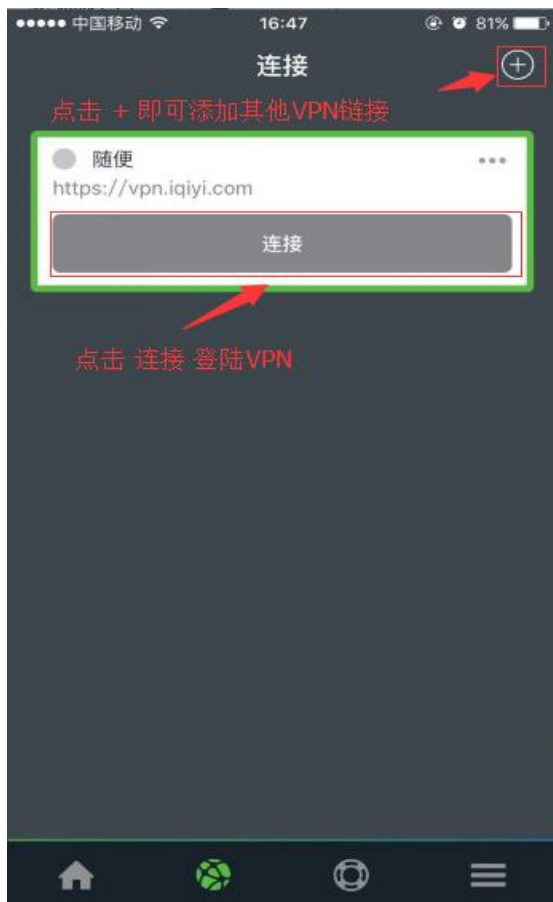 中国移动 16:47 81%
连接
点击 + 即可添加其他VPN链接
随便
https://vpn.iqiyi.com
连接
点击 连接 登陆VPN